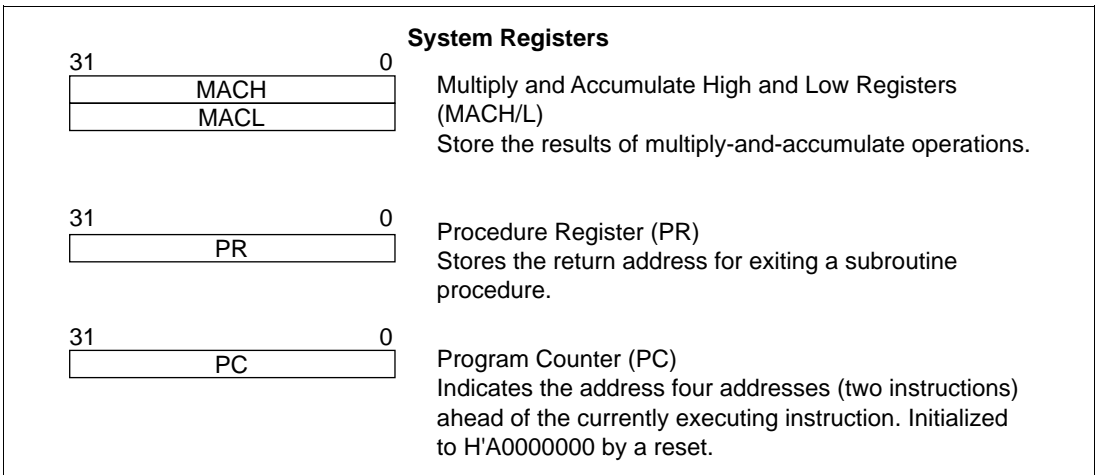 System Registers
31 0
MACH
MACL
Multiply and Accumulate High and Low Registers
(MACH/L)
Store the results of multiply-and-accumulate operations.
31 0
PR
Procedure Register (PR)
Stores the return address for exiting a subroutine
procedure.
31 0
PC
Program Counter (PC)
Indicates the address four addresses (two instructions)
ahead of the currently executing instruction. Initialized
to H'A0000000 by a reset.